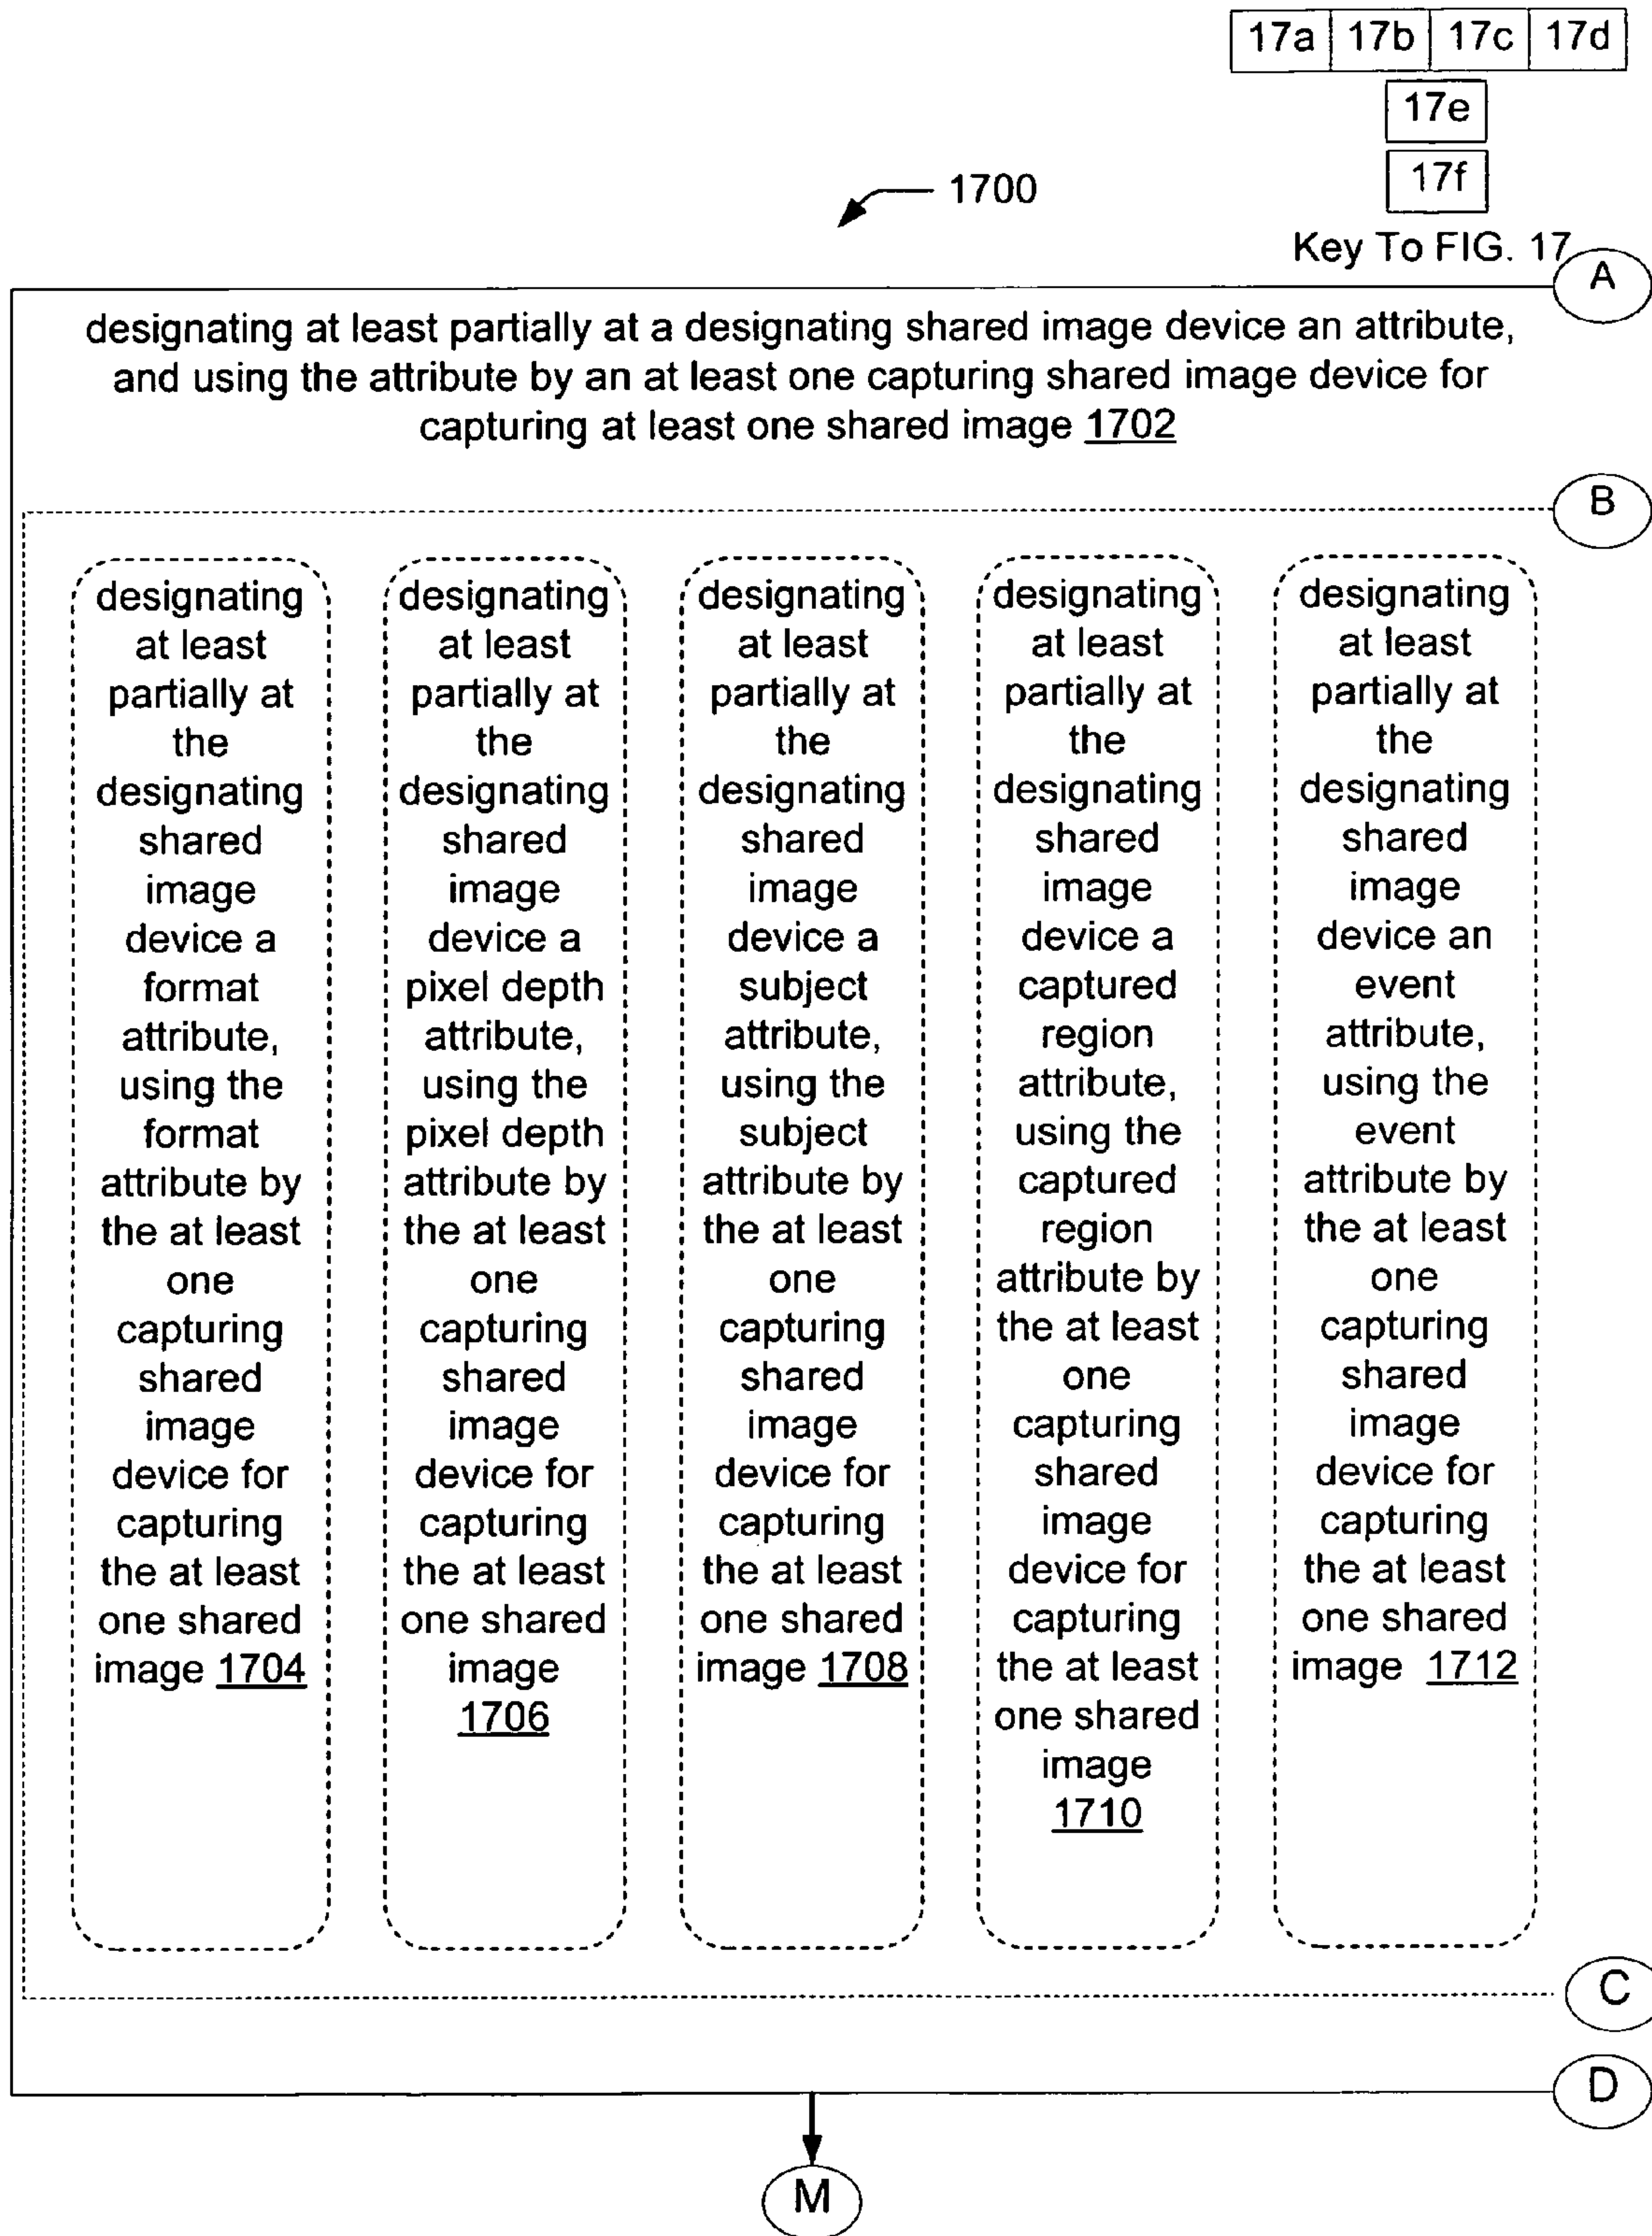 17a 17b 17c 17d
17e
17f
1700
Key To FIG. 17
A
designating at least partially at a designating shared image device an attribute,
and using the attribute by an at least one capturing shared image device for
capturing at least one shared image 1702
B
designating
at least
partially at
the
designating
shared
image
device a
format
attribute,
using the
format
attribute by
the at least
one
capturing
shared
image
device for
capturing
the at least
one shared
image 1704
designating
at least
partially at
the
designating
shared
image
device a
pixel depth
attribute,
using the
pixel depth
attribute by
the at least
one
capturing
shared
image
device for
capturing
the at least
one shared
image
1706
designating
at least
partially at
the
designating
shared
image
device a
subject
attribute,
using the
subject
attribute by
the at least
one
capturing
shared
image
device for
capturing
the at least
one shared
image 1708
designating
at least
partially at
the
designating
shared
image
device a
captured
region
attribute,
using the
captured
region
attribute by
the at least
one
capturing
shared
image
device for
capturing
the at least
one shared
image
1710
designating
at least
partially at
the
designating
shared
image
device an
event
attribute,
using the
event
attribute by
the at least
one
capturing
shared
image
device for
capturing
the at least
one shared
image 1712
C
D
M